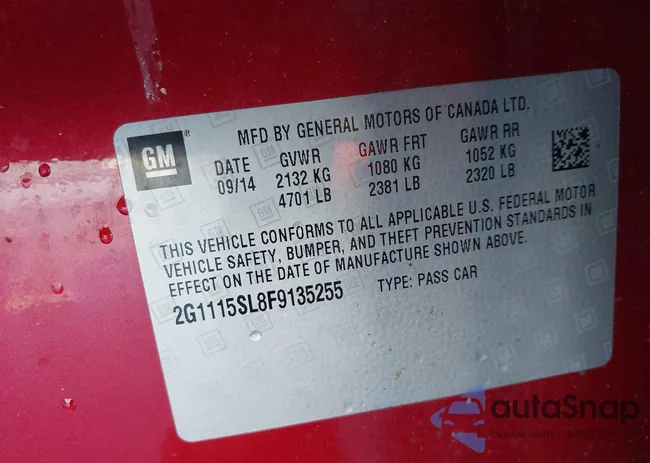 MFD BY GENERAL MOTORS OF CANADA LTD.
GM ®
DATE GVWR GAWR FRT GAWR RR
09/14 2132 KG 1080 KG 1052 KG
4701 LB 2381 LB 2320 LB
THIS VEHICLE CONFORMS TO ALL APPLICABLE U.S. FEDERAL MOTOR
VEHICLE SAFETY, BUMPER, AND THEFT PREVENTION STANDARDS IN
EFFECT ON THE DATE OF MANUFACTURE SHOWN ABOVE.
2G1115SL8F9135255 TYPE: PASS CAR
autaSnap